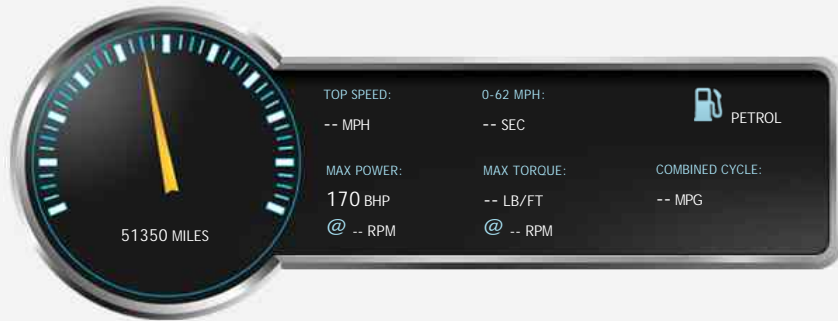 TOP SPEED:
-- MPH
0-62 MPH:
-- SEC
PETROL
MAX POWER:
170 BHP
@ -- RPM
MAX TORQUE:
-- LB/FT
@ -- RPM
COMBINED CYCLE:
-- MPG
51350 MILES